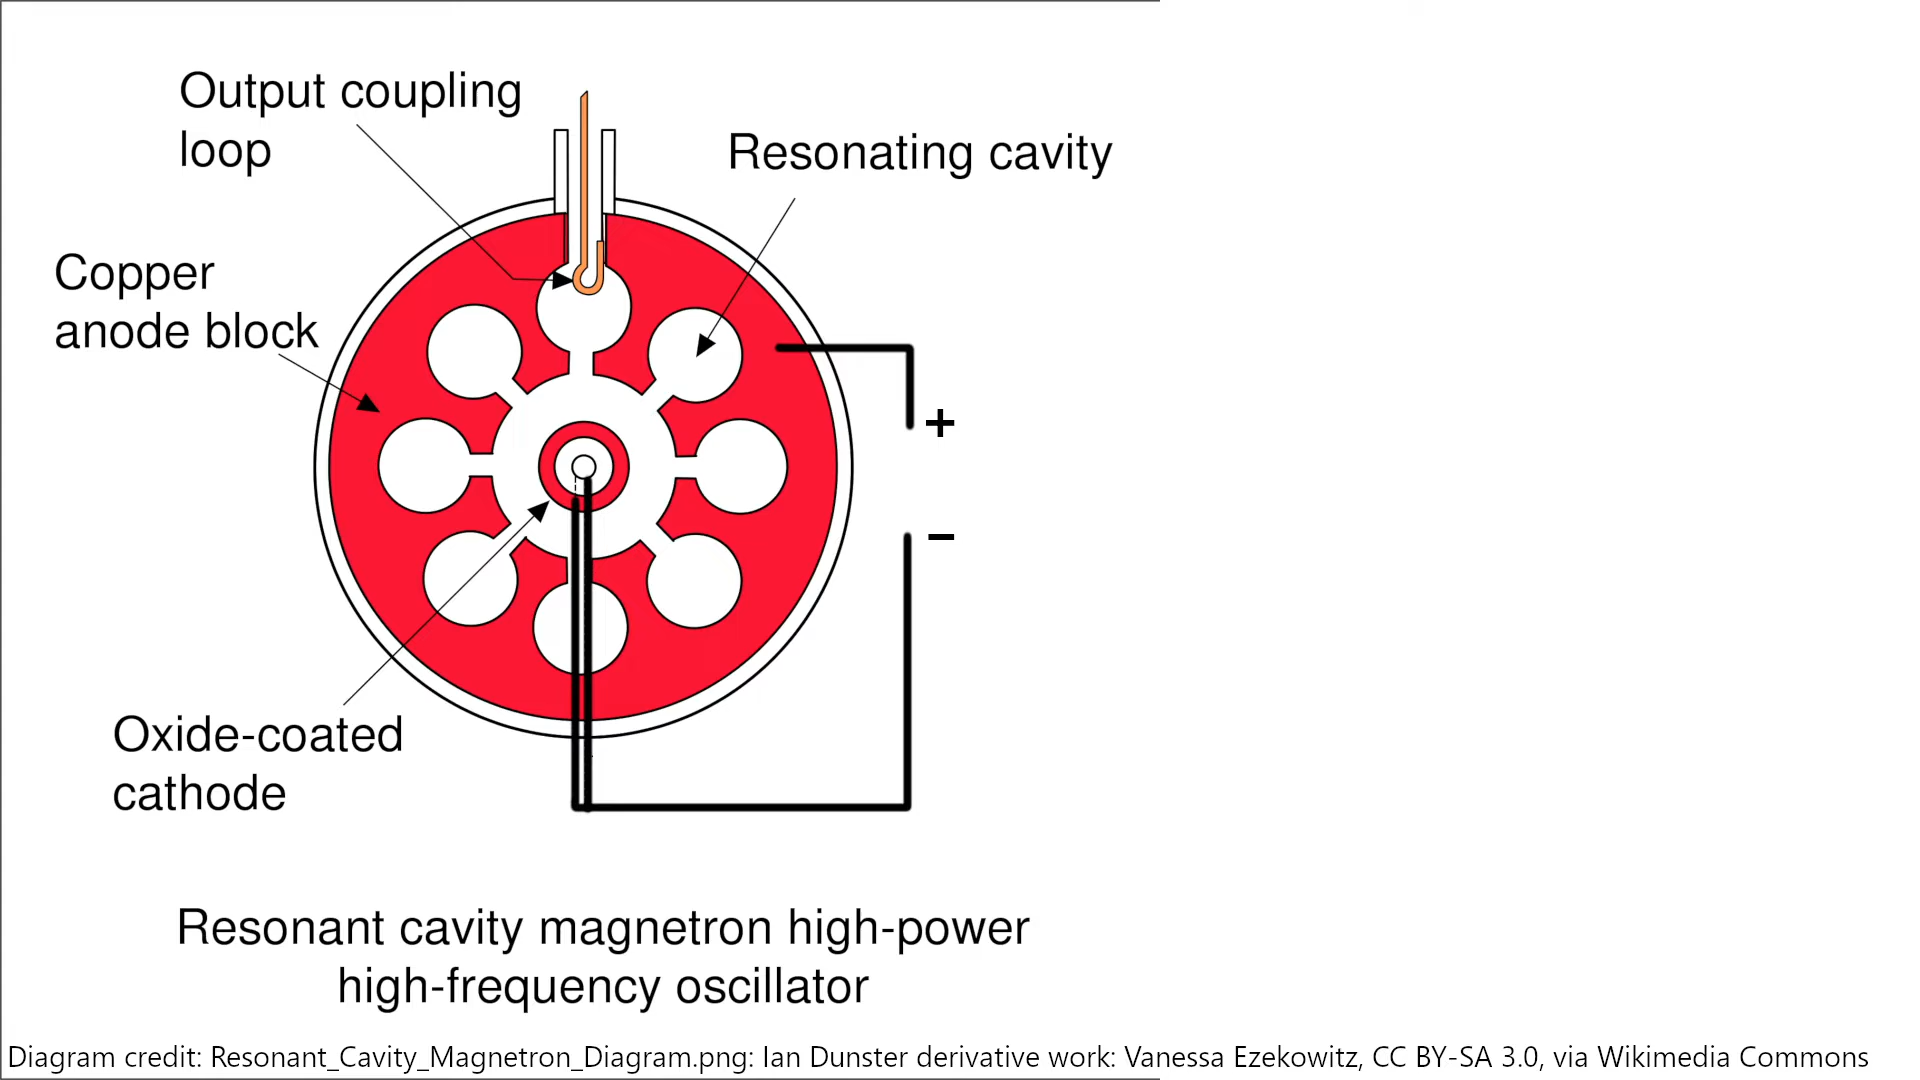 Output coupling
loop
Resonating cavity
Copper
anode block
+
−
Oxide-coated
cathode
Resonant cavity magnetron high-power
high-frequency oscillator
Diagram credit: Resonant_Cavity_Magnetron_Diagram.png: Ian Dunster derivative work: Vanessa Ezekowitz, CC BY-SA 3.0, via Wikimedia Commons